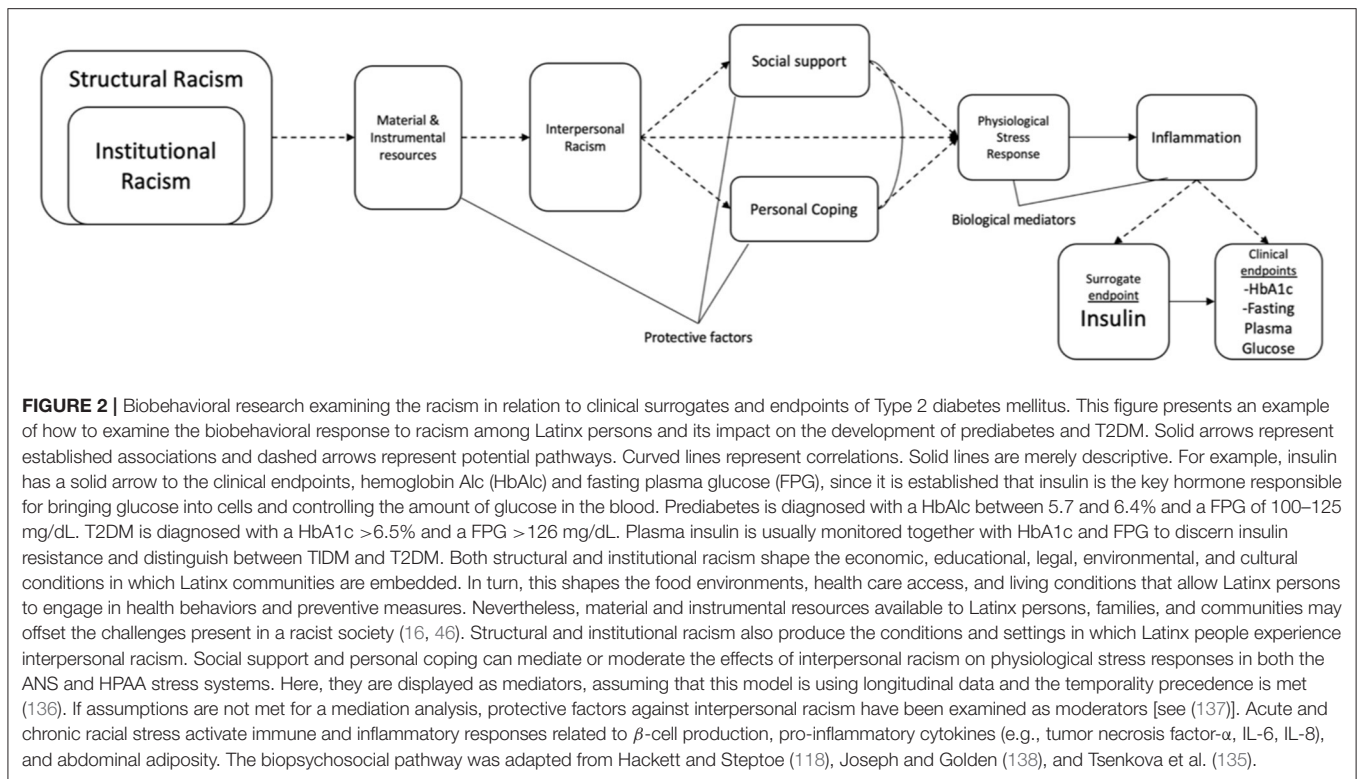 Structural Racism
Institutional
Racism
Material &
Instrumental
resources
Interpersonal
Racism
Social support
Personal Coping
Physiological
Stress
Response
Inflammation
Biological mediators
Protective factors
Surrogate
endpoint
Insulin
Clinical
endpoints
-HbA1c
-Fasting
Plasma
Glucose
FIGURE 2 | Biobehavioral research examining the racism in relation to clinical surrogates and endpoints of Type 2 diabetes mellitus. This figure presents an example
of how to examine the biobehavioral response to racism among Latinx persons and its impact on the development of prediabetes and T2DM. Solid arrows represent
established associations and dashed arrows represent potential pathways. Curved lines represent correlations. Solid lines are merely descriptive. For example, insulin
has a solid arrow to the clinical endpoints, hemoglobin Alc (HbAlc) and fasting plasma glucose (FPG), since it is established that insulin is the key hormone responsible
for bringing glucose into cells and controlling the amount of glucose in the blood. Prediabetes is diagnosed with a HbAlc between 5.7 and 6.4% and a FPG of 100–125
mg/dL. T2DM is diagnosed with a HbA1c >6.5% and a FPG >126 mg/dL. Plasma insulin is usually monitored together with HbA1c and FPG to discern insulin
resistance and distinguish between TIDM and T2DM. Both structural and institutional racism shape the economic, educational, legal, environmental, and cultural
conditions in which Latinx communities are embedded. In turn, this shapes the food environments, health care access, and living conditions that allow Latinx persons
to engage in health behaviors and preventive measures. Nevertheless, material and instrumental resources available to Latinx persons, families, and communities may
offset the challenges present in a racist society (16, 46). Structural and institutional racism also produce the conditions and settings in which Latinx people experience
interpersonal racism. Social support and personal coping can mediate or moderate the effects of interpersonal racism on physiological stress responses in both the
ANS and HPAA stress systems. Here, they are displayed as mediators, assuming that this model is using longitudinal data and the temporality precedence is met
(136). If assumptions are not met for a mediation analysis, protective factors against interpersonal racism have been examined as moderators [see (137)]. Acute and
chronic racial stress activate immune and inflammatory responses related to β-cell production, pro-inflammatory cytokines (e.g., tumor necrosis factor-α, IL-6, IL-8),
and abdominal adiposity. The biopsychosocial pathway was adapted from Hackett and Steptoe (118), Joseph and Golden (138), and Tsenkova et al. (135).